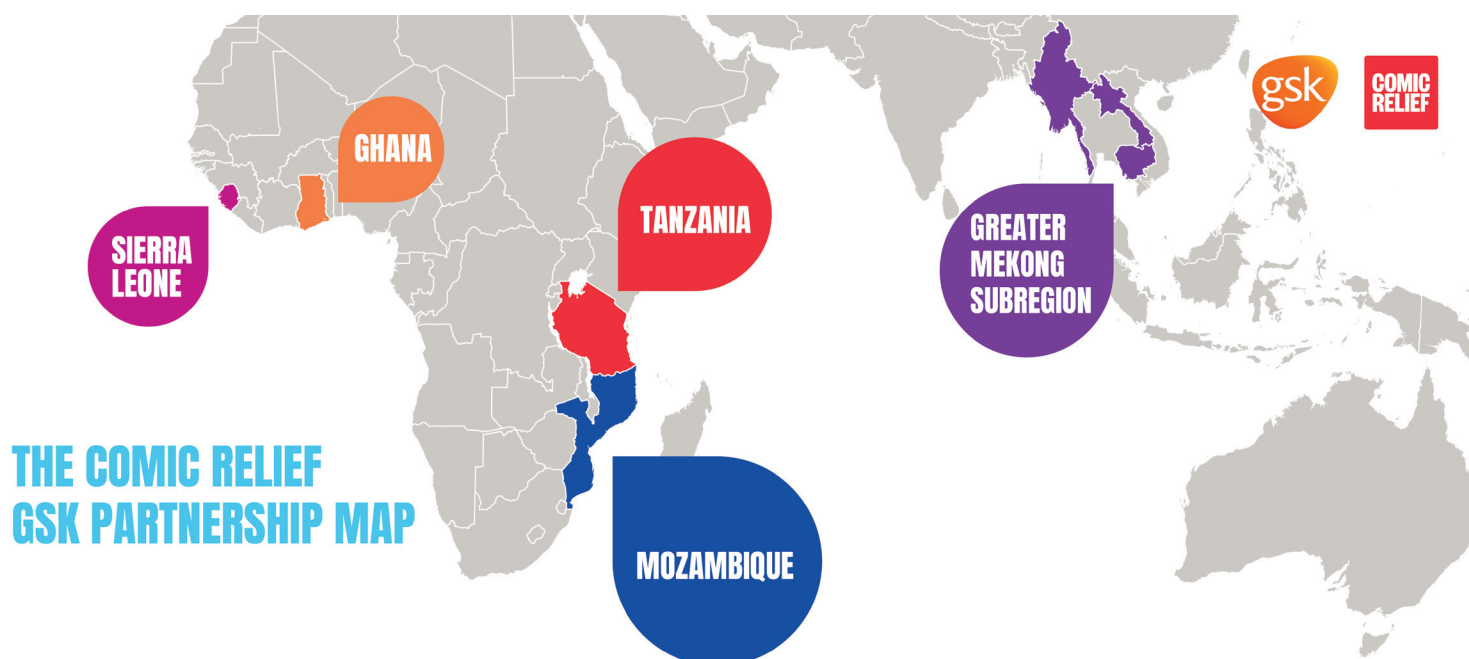 gsk
COMIC
RELIEF
GHANA
TANZANIA
SIERRA
LEONE
GREATER
MEKONG
SUBREGION
THE COMIC RELIEF
GSK PARTNERSHIP MAP
MOZAMBIQUE